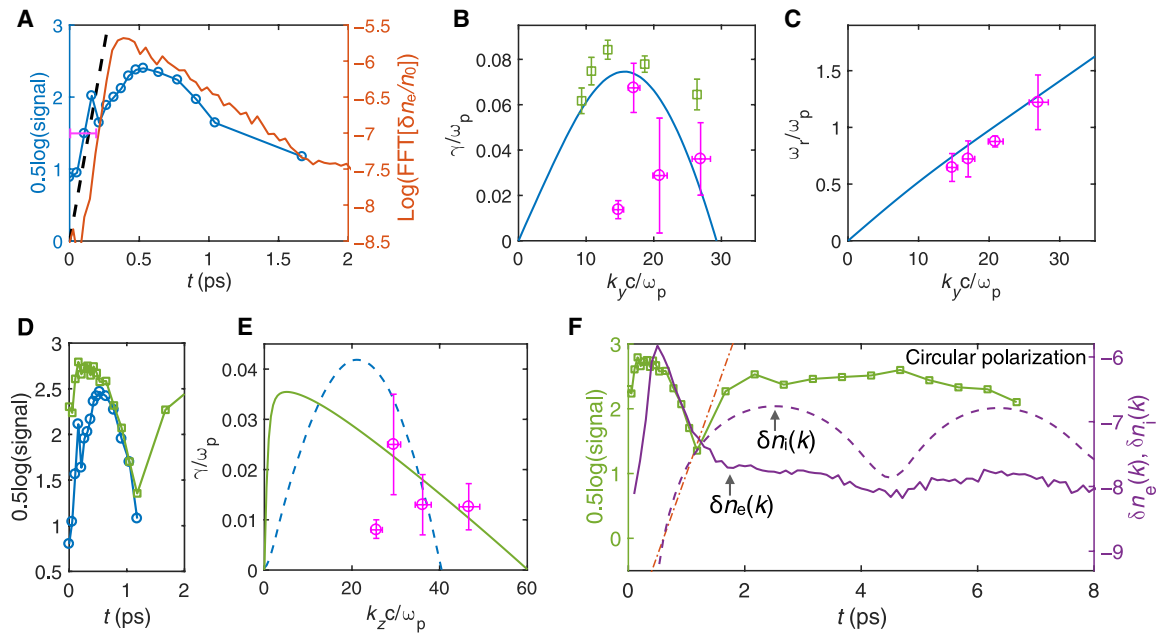 A
3
2
1
0
0.5log(signal)
−5.5
−6
−6.5
−7
−7.5
−8
−8.5
Log(FFT[δnₑ/n₀])
0 0.5 1 1.5 2
t (ps)
B
0.08
0.06
0.04
0.02
0
γ/ωₚ
0 10 20 30
k_y c/ωₚ
C
1.5
1.0
0.5
0
ωᵣ/ωₚ
0 10 20 30
k_y c/ωₚ
D
3
2.5
2
1.5
1
0.5
0.5log(signal)
0 1 2
t (ps)
E
0.04
0.03
0.02
0.01
0
γ/ωₚ
0 20 40 60
k_z c/ωₚ
F
Circular polarization
3
2
1
0
0.5log(signal)
δnᵢ(k)
δnₑ(k)
−6
−7
−8
−9
δnₑ(k), δnᵢ(k)
0 2 4 6 8
t (ps)